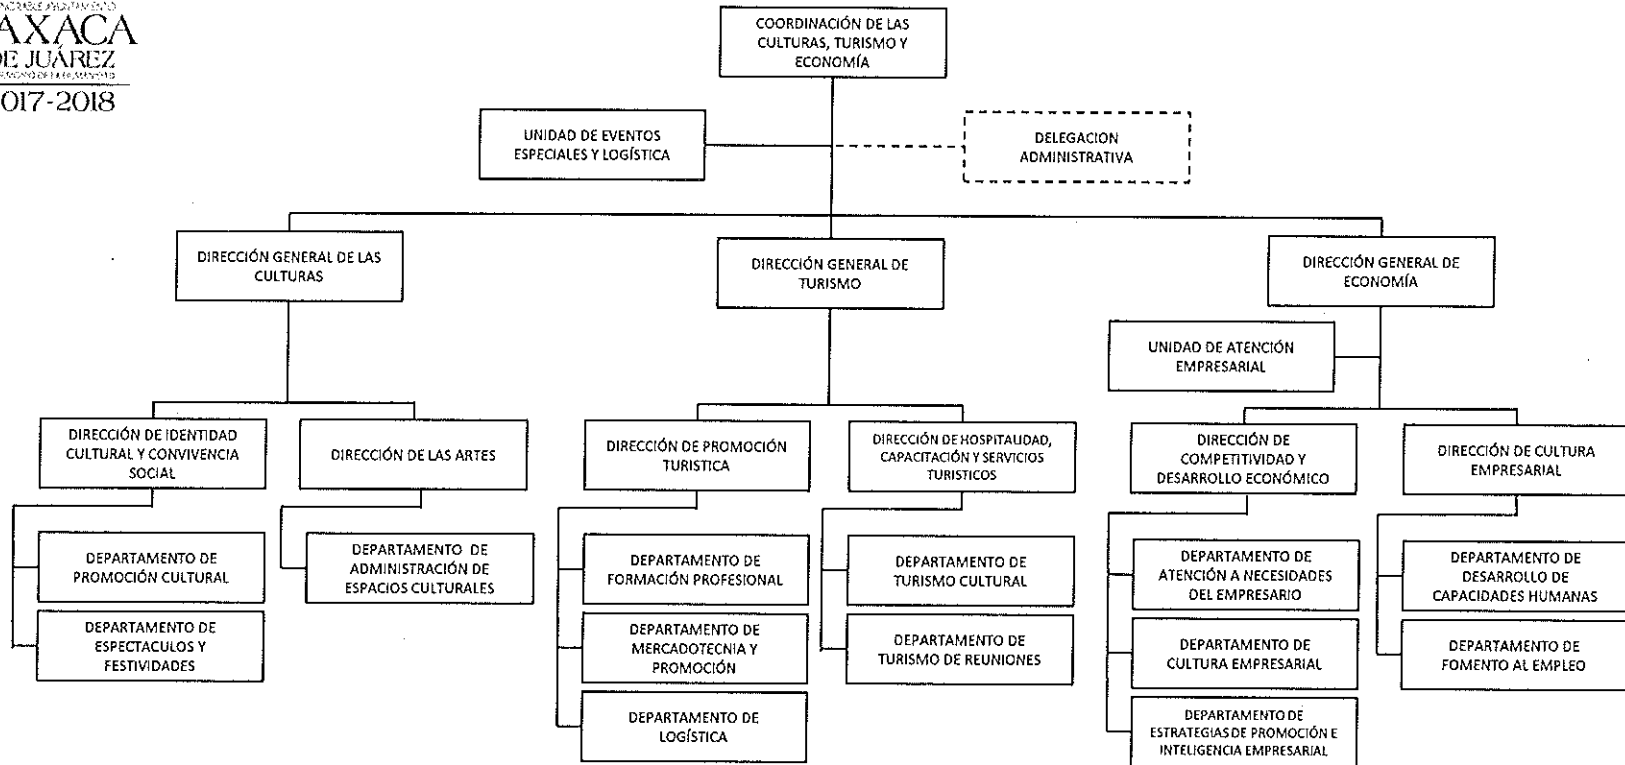 AXACA
DE JUÁREZ
017-2018
COORDINACIÓN DE LAS
CULTURAS, TURISMO Y
ECONOMÍA
UNIDAD DE EVENTOS
ESPECIALES Y LOGÍSTICA
DELEGACION
ADMINISTRATIVA
DIRECCIÓN GENERAL DE LAS
CULTURAS
DIRECCIÓN GENERAL DE
TURISMO
DIRECCIÓN GENERAL DE
ECONOMÍA
UNIDAD DE ATENCIÓN
EMPRESARIAL
DIRECCIÓN DE IDENTIDAD
CULTURAL Y CONVIVENCIA
SOCIAL
DIRECCIÓN DE LAS ARTES
DIRECCIÓN DE PROMOCIÓN
TURISTICA
DIRECCIÓN DE HOSPITALIDAD,
CAPACITACIÓN Y SERVICIOS
TURISTICOS
DIRECCIÓN DE
COMPETITIVIDAD Y
DESARROLLO ECONÓMICO
DIRECCIÓN DE CULTURA
EMPRESARIAL
DEPARTAMENTO DE
PROMOCIÓN CULTURAL
DEPARTAMENTO DE
ESPECTACULOS Y
FESTIVIDADES
DEPARTAMENTO DE
ADMINISTRACIÓN DE
ESPACIOS CULTURALES
DEPARTAMENTO DE
FORMACIÓN PROFESIONAL
DEPARTAMENTO DE
MERCADOTECNIA Y
PROMOCIÓN
DEPARTAMENTO DE
LOGÍSTICA
DEPARTAMENTO DE
TURISMO CULTURAL
DEPARTAMENTO DE
TURISMO DE REUNIONES
DEPARTAMENTO DE
ATENCIÓN A NECESIDADES
DEL EMPRESARIO
DEPARTAMENTO DE
CULTURA EMPRESARIAL
DEPARTAMENTO DE
ESTRATEGIAS DE PROMOCIÓN E
INTELIGENCIA EMPRESARIAL
DEPARTAMENTO DE
DESARROLLO DE
CAPACIDADES HUMANAS
DEPARTAMENTO DE
FOMENTO AL EMPLEO